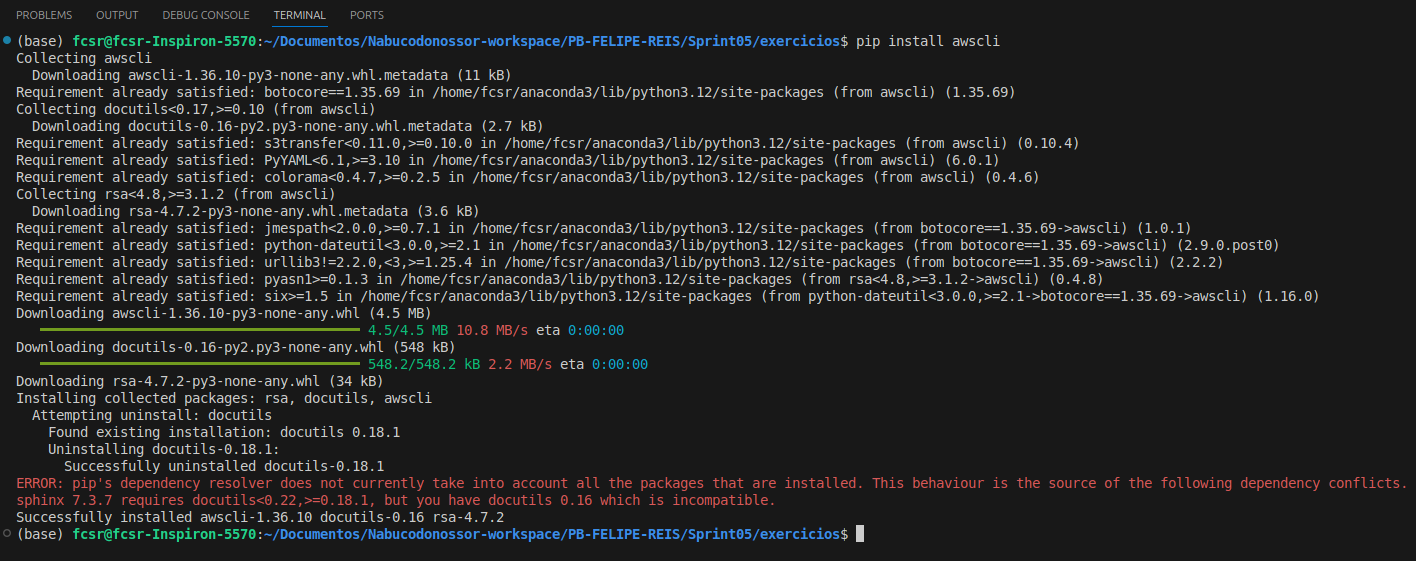 PROBLEMS OUTPUT DEBUG CONSOLE TERMINAL PORTS
(base) fcsr@fcsr-Inspiron-5570:~/Documentos/Nabucodonossor-workspace/PB-FELIPE-REIS/Sprint05/exercicios$ pip install awscli
Collecting awscli
  Downloading awscli-1.36.10-py3-none-any.whl.metadata (11 kB)
Requirement already satisfied: botocore==1.35.69 in /home/fcsr/anaconda3/lib/python3.12/site-packages (from awscli) (1.35.69)
Collecting docutils<0.17,>=0.10 (from awscli)
  Downloading docutils-0.16-py2.py3-none-any.whl.metadata (2.7 kB)
Requirement already satisfied: s3transfer<0.11.0,>=0.10.0 in /home/fcsr/anaconda3/lib/python3.12/site-packages (from awscli) (0.10.4)
Requirement already satisfied: PyYAML<6.1,>=3.10 in /home/fcsr/anaconda3/lib/python3.12/site-packages (from awscli) (6.0.1)
Requirement already satisfied: colorama<0.4.7,>=0.2.5 in /home/fcsr/anaconda3/lib/python3.12/site-packages (from awscli) (0.4.6)
Collecting rsa<4.8,>=3.1.2 (from awscli)
  Downloading rsa-4.7.2-py3-none-any.whl.metadata (3.6 kB)
Requirement already satisfied: jmespath<2.0.0,>=0.7.1 in /home/fcsr/anaconda3/lib/python3.12/site-packages (from botocore==1.35.69->awscli) (1.0.1)
Requirement already satisfied: python-dateutil<3.0.0,>=2.1 in /home/fcsr/anaconda3/lib/python3.12/site-packages (from botocore==1.35.69->awscli) (2.9.0.post0)
Requirement already satisfied: urllib3!=2.2.0,<3,>=1.25.4 in /home/fcsr/anaconda3/lib/python3.12/site-packages (from botocore==1.35.69->awscli) (2.2.2)
Requirement already satisfied: pyasn1>=0.1.3 in /home/fcsr/anaconda3/lib/python3.12/site-packages (from rsa<4.8,>=3.1.2->awscli) (0.4.8)
Requirement already satisfied: six>=1.5 in /home/fcsr/anaconda3/lib/python3.12/site-packages (from python-dateutil<3.0.0,>=2.1->botocore==1.35.69->awscli) (1.16.0)
Downloading awscli-1.36.10-py3-none-any.whl (4.5 MB)
4.5/4.5 MB 10.8 MB/s eta 0:00:00
Downloading docutils-0.16-py2.py3-none-any.whl (548 kB)
548.2/548.2 kB 2.2 MB/s eta 0:00:00
Downloading rsa-4.7.2-py3-none-any.whl (34 kB)
Installing collected packages: rsa, docutils, awscli
  Attempting uninstall: docutils
    Found existing installation: docutils 0.18.1
    Uninstalling docutils-0.18.1:
      Successfully uninstalled docutils-0.18.1
ERROR: pip's dependency resolver does not currently take into account all the packages that are installed. This behaviour is the source of the following dependency conflicts.
sphinx 7.3.7 requires docutils<0.22,>=0.18.1, but you have docutils 0.16 which is incompatible.
Successfully installed awscli-1.36.10 docutils-0.16 rsa-4.7.2
(base) fcsr@fcsr-Inspiron-5570:~/Documentos/Nabucodonossor-workspace/PB-FELIPE-REIS/Sprint05/exercicios$